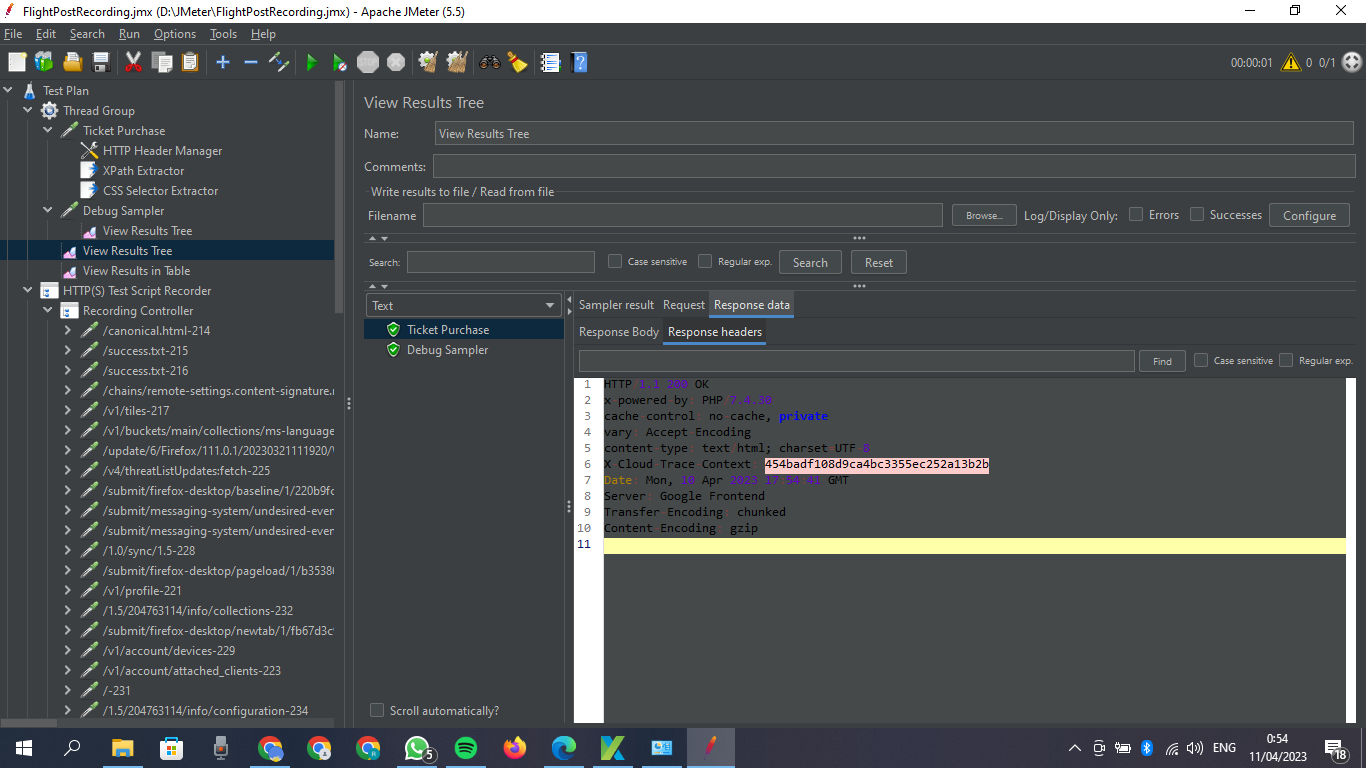 FlightPostRecording.jmx (D:\JMeter\FlightPostRecording.jmx) - Apache JMeter (5.5)
File Edit Search Run Options Tools Help
00:00:01 0 0/1
Test Plan
Thread Group
Ticket Purchase
HTTP Header Manager
XPath Extractor
CSS Selector Extractor
Debug Sampler
View Results Tree
View Results Tree
View Results in Table
HTTP(S) Test Script Recorder
Recording Controller
/canonical.html-214
/success.txt-215
/success.txt-216
/chains/remote-settings.content-signature.
/v1/tiles-217
/v1/buckets/main/collections/ms-language
/update/6/Firefox/111.0.1/20230321111920/
/v4/threatListUpdates:fetch-225
/submit/firefox-desktop/baseline/1/220b9fc
/submit/messaging-system/undesired-even
/submit/messaging-system/undesired-even
/1.0/sync/1.5-228
/submit/firefox-desktop/pageload/1/b3538
/v1/profile-221
/1.5/204763114/info/collections-232
/submit/firefox-desktop/newtab/1/fb67d3c
/v1/account/devices-229
/v1/account/attached_clients-223
/-231
/1.5/204763114/info/configuration-234
View Results Tree
Name: View Results Tree
Comments:
Write results to file / Read from file
Filename Browse... Log/Display Only: Errors Successes Configure
Search: Case sensitive Regular exp. Search Reset
Text
Ticket Purchase
Debug Sampler
Scroll automatically?
Sampler result Request Response data
Response Body Response headers
Find Case sensitive Regular exp.
1 HTTP 1.1 200 OK
2 x powered by PHP 7.4.30
3 cache control no cache, private
4 vary Accept Encoding
5 content type text html; charset UTF 8
6 X Cloud Trace Context 454badf108d9ca4bc3355ec252a13b2b
7 Date: Mon, 10 Apr 2023 17 54 41 GMT
8 Server Google Frontend
9 Transfer Encoding chunked
10 Content Encoding gzip
11
STOP
5
ENG
0:54
11/04/2023
18